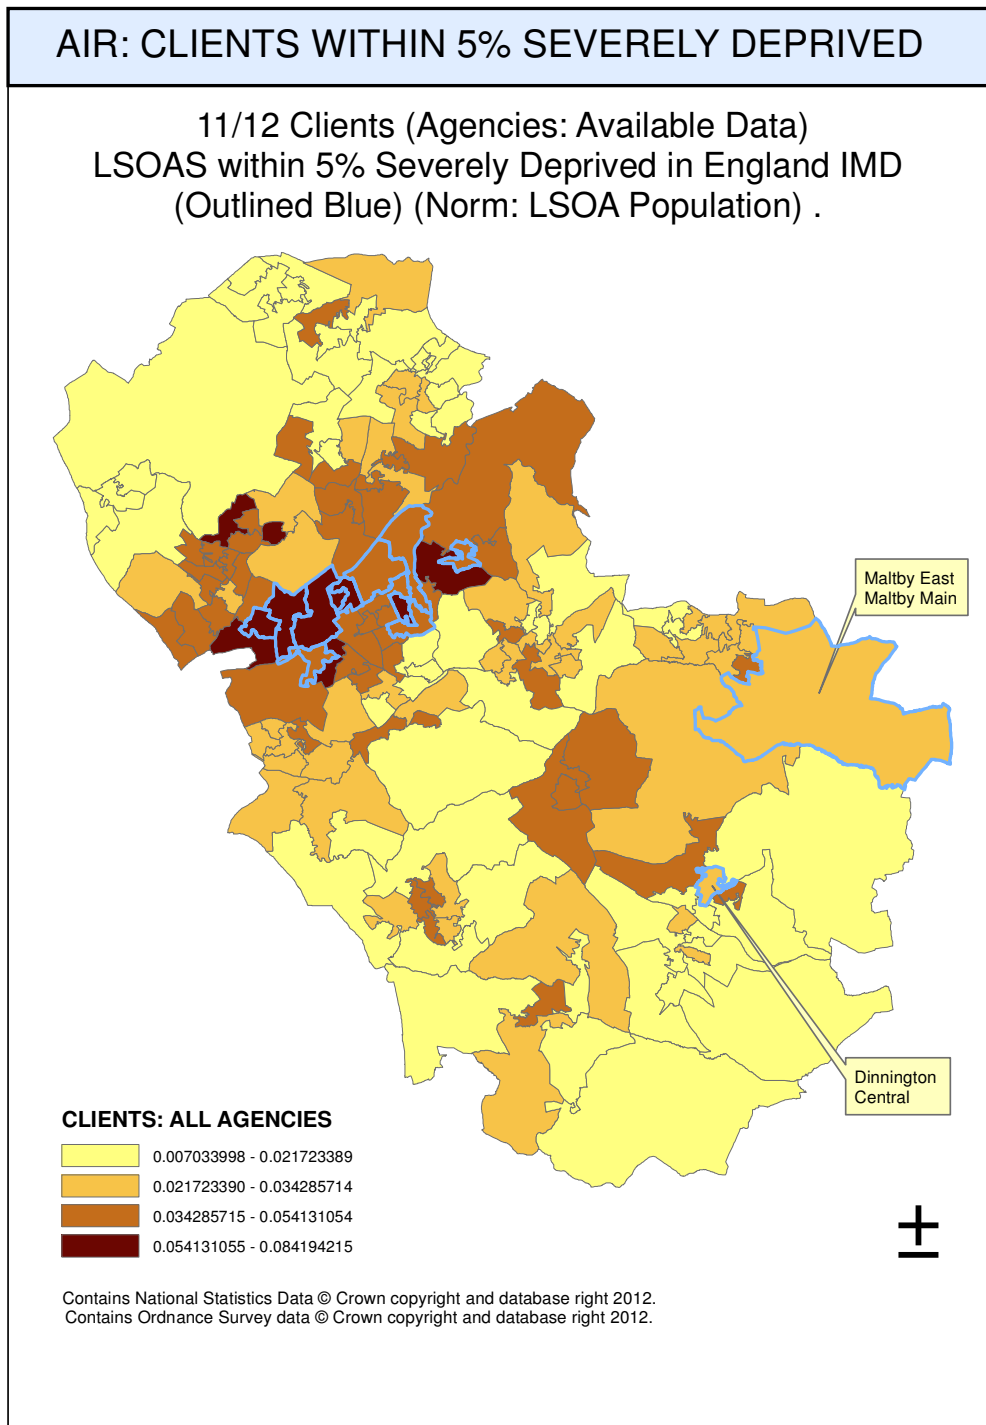 AIR: CLIENTS WITHIN 5% SEVERELY DEPRIVED
11/12 Clients (Agencies: Available Data)
LSOAS within 5% Severely Deprived in England IMD
(Outlined Blue) (Norm: LSOA Population) .
Maltby East
Maltby Main
Dinnington
Central
CLIENTS: ALL AGENCIES
0.007033998 - 0.021723389
0.021723390 - 0.034285714
0.034285715 - 0.054131054
0.054131055 - 0.084194215
±
Contains National Statistics Data © Crown copyright and database right 2012.
Contains Ordnance Survey data © Crown copyright and database right 2012.